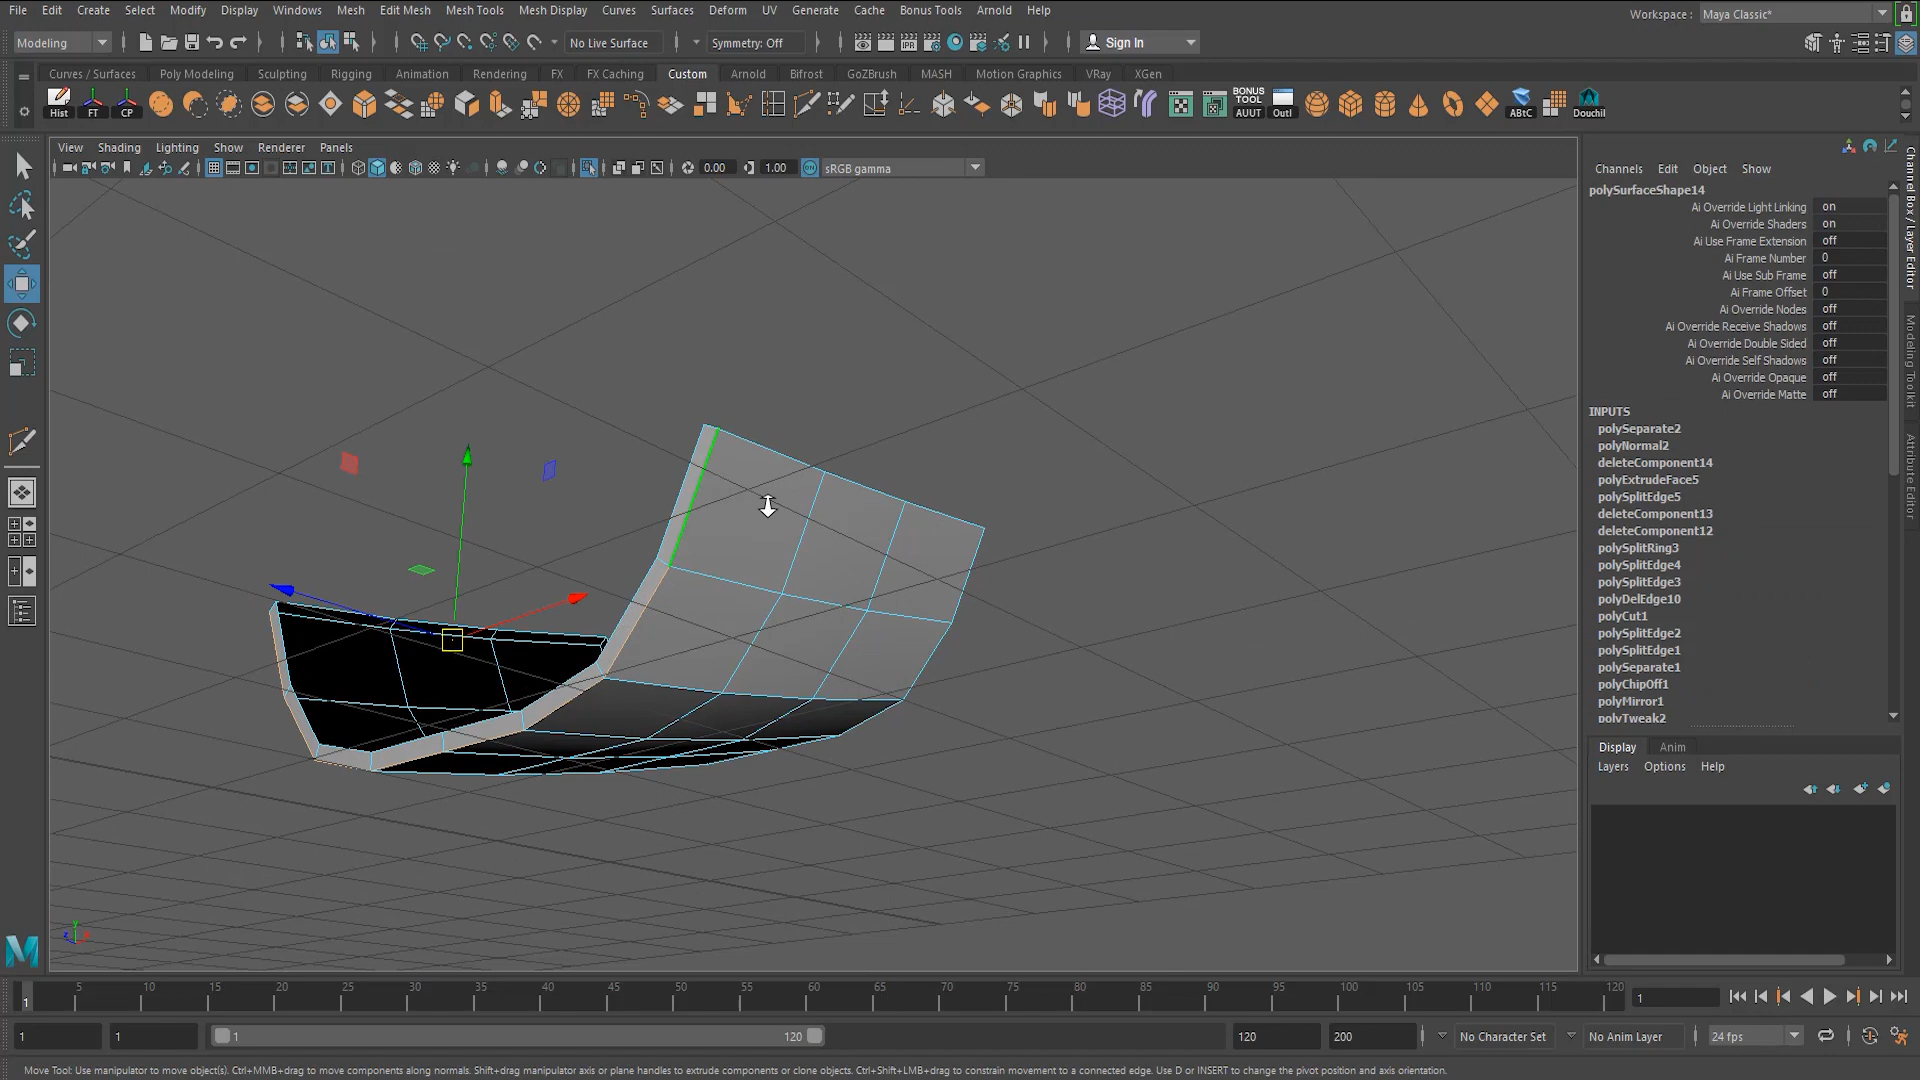 File Edit Create Select Modify Display Windows Mesh Edit Mesh Mesh Tools Mesh Display Curves Surfaces Deform UV Generate Cache Bonus Tools Arnold Help
Workspace : Maya Classic*
Modeling No Live Surface Symmetry: Off Sign In
Curves / Surfaces Poly Modeling Sculpting Rigging Animation Rendering FX FX Caching Custom Arnold Bifrost GoZBrush MASH Motion Graphics VRay XGen
IPR
BONUS TOOL
Hist FT CP AUUT Outl ABtC Douchil
View Shading Lighting Show Renderer Panels
0.00 1.00 sRGB gamma
Channels Edit Object Show
polySurfaceShape14
Ai Override Light Linking on
Ai Override Shaders on
Ai Use Frame Extension off
Ai Frame Number 0
Ai Use Sub Frame off
Ai Frame Offset 0
Ai Override Nodes off
Ai Override Receive Shadows off
Ai Override Double Sided off
Ai Override Self Shadows off
Ai Override Opaque off
Ai Override Matte off
INPUTS
polySeparate2
polyNormal2
deleteComponent14
polyExtrudeFace5
polySplitEdge5
deleteComponent13
deleteComponent12
polySplitRing3
polySplitEdge4
polySplitEdge3
polyDelEdge10
polyCut1
polySplitEdge2
polySplitEdge1
polySeparate1
polyChipOff1
polyMirror1
polyTweak2
Channel Box / Layer Editor
Modeling Toolkit
Attribute Editor
Display Anim
Layers Options Help
y
z x
5 10 15 20 25 30 35 40 45 50 55 60 65 70 75 80 85 90 95 100 105 110 115 120
1 1
1 1 1 120 120 200 No Character Set No Anim Layer 24 fps
Move Tool: Use manipulator to move object(s). Ctrl+MMB+drag to move components along normals. Shift+drag manipulator axis or plane handles to extrude components or clone objects. Ctrl+Shift+LMB+drag to constrain movement to a connected edge. Use D or INSERT to change the pivot position and axis orientation.